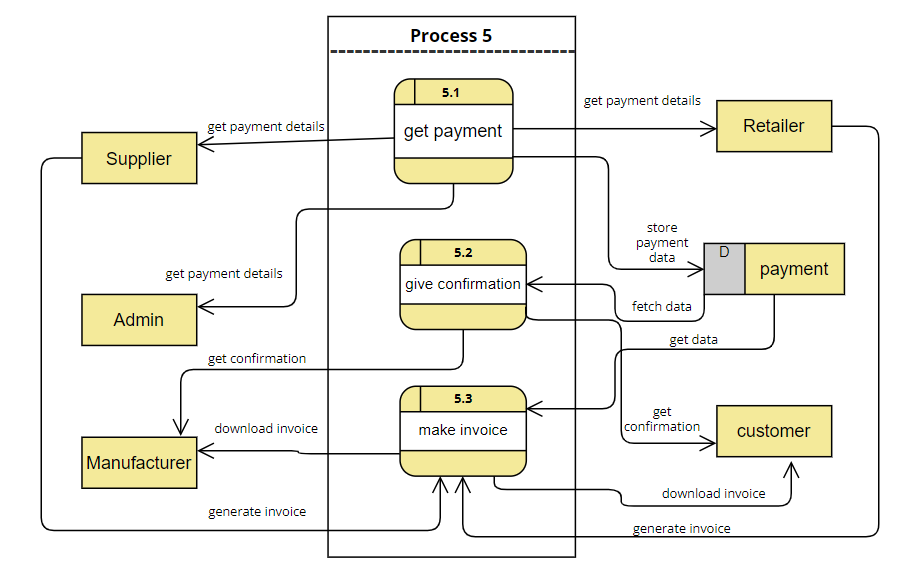 Process 5
5.1
get payment
get payment details
get payment details
Supplier
Retailer
store
payment
data
5.2
give confirmation
D
payment
get payment details
Admin
fetch data
get data
get confirmation
5.3
make invoice
get
confirmation
customer
download invoice
Manufacturer
download invoice
generate invoice
generate invoice